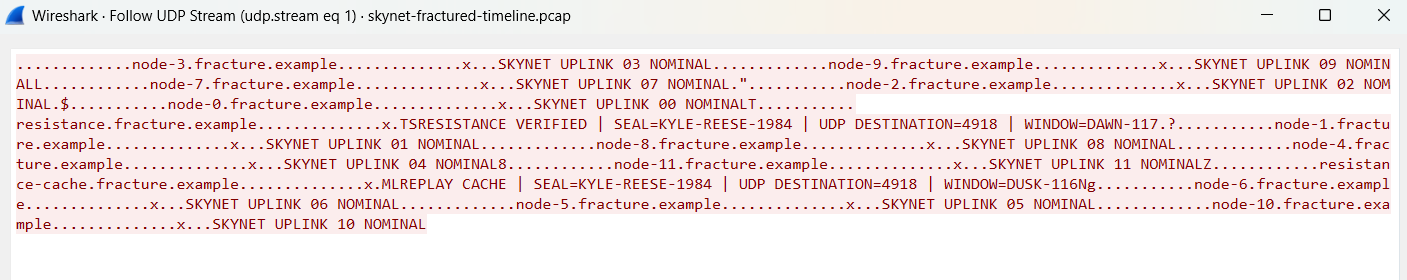 Wireshark · Follow UDP Stream (udp.stream eq 1) · skynet-fractured-timeline.pcap
.............node-3.fracture.example..............x...SKYNET UPLINK 03 NOMINAL.............node-9.fracture.example..............x...SKYNET UPLINK 09 NOMIN
ALL............node-7.fracture.example..............x...SKYNET UPLINK 07 NOMINAL."...........node-2.fracture.example..............x...SKYNET UPLINK 02 NOM
INAL.$...........node-0.fracture.example..............x...SKYNET UPLINK 00 NOMINALT...........
resistance.fracture.example..............x.TSRESISTANCE VERIFIED | SEAL=KYLE-REESE-1984 | UDP DESTINATION=4918 | WINDOW=DAWN-117.?...........node-1.fractu
re.example..............x...SKYNET UPLINK 01 NOMINAL.............node-8.fracture.example..............x...SKYNET UPLINK 08 NOMINAL.............node-4.frac
ture.example..............x...SKYNET UPLINK 04 NOMINAL8............node-11.fracture.example..............x...SKYNET UPLINK 11 NOMINALZ............resistan
ce-cache.fracture.example..............x.MLREPLAY CACHE | SEAL=KYLE-REESE-1984 | UDP DESTINATION=4918 | WINDOW=DUSK-116Ng...........node-6.fracture.exampl
e..............x...SKYNET UPLINK 06 NOMINAL.............node-5.fracture.example..............x...SKYNET UPLINK 05 NOMINAL.............node-10.fracture.exa
mple..............x...SKYNET UPLINK 10 NOMINAL